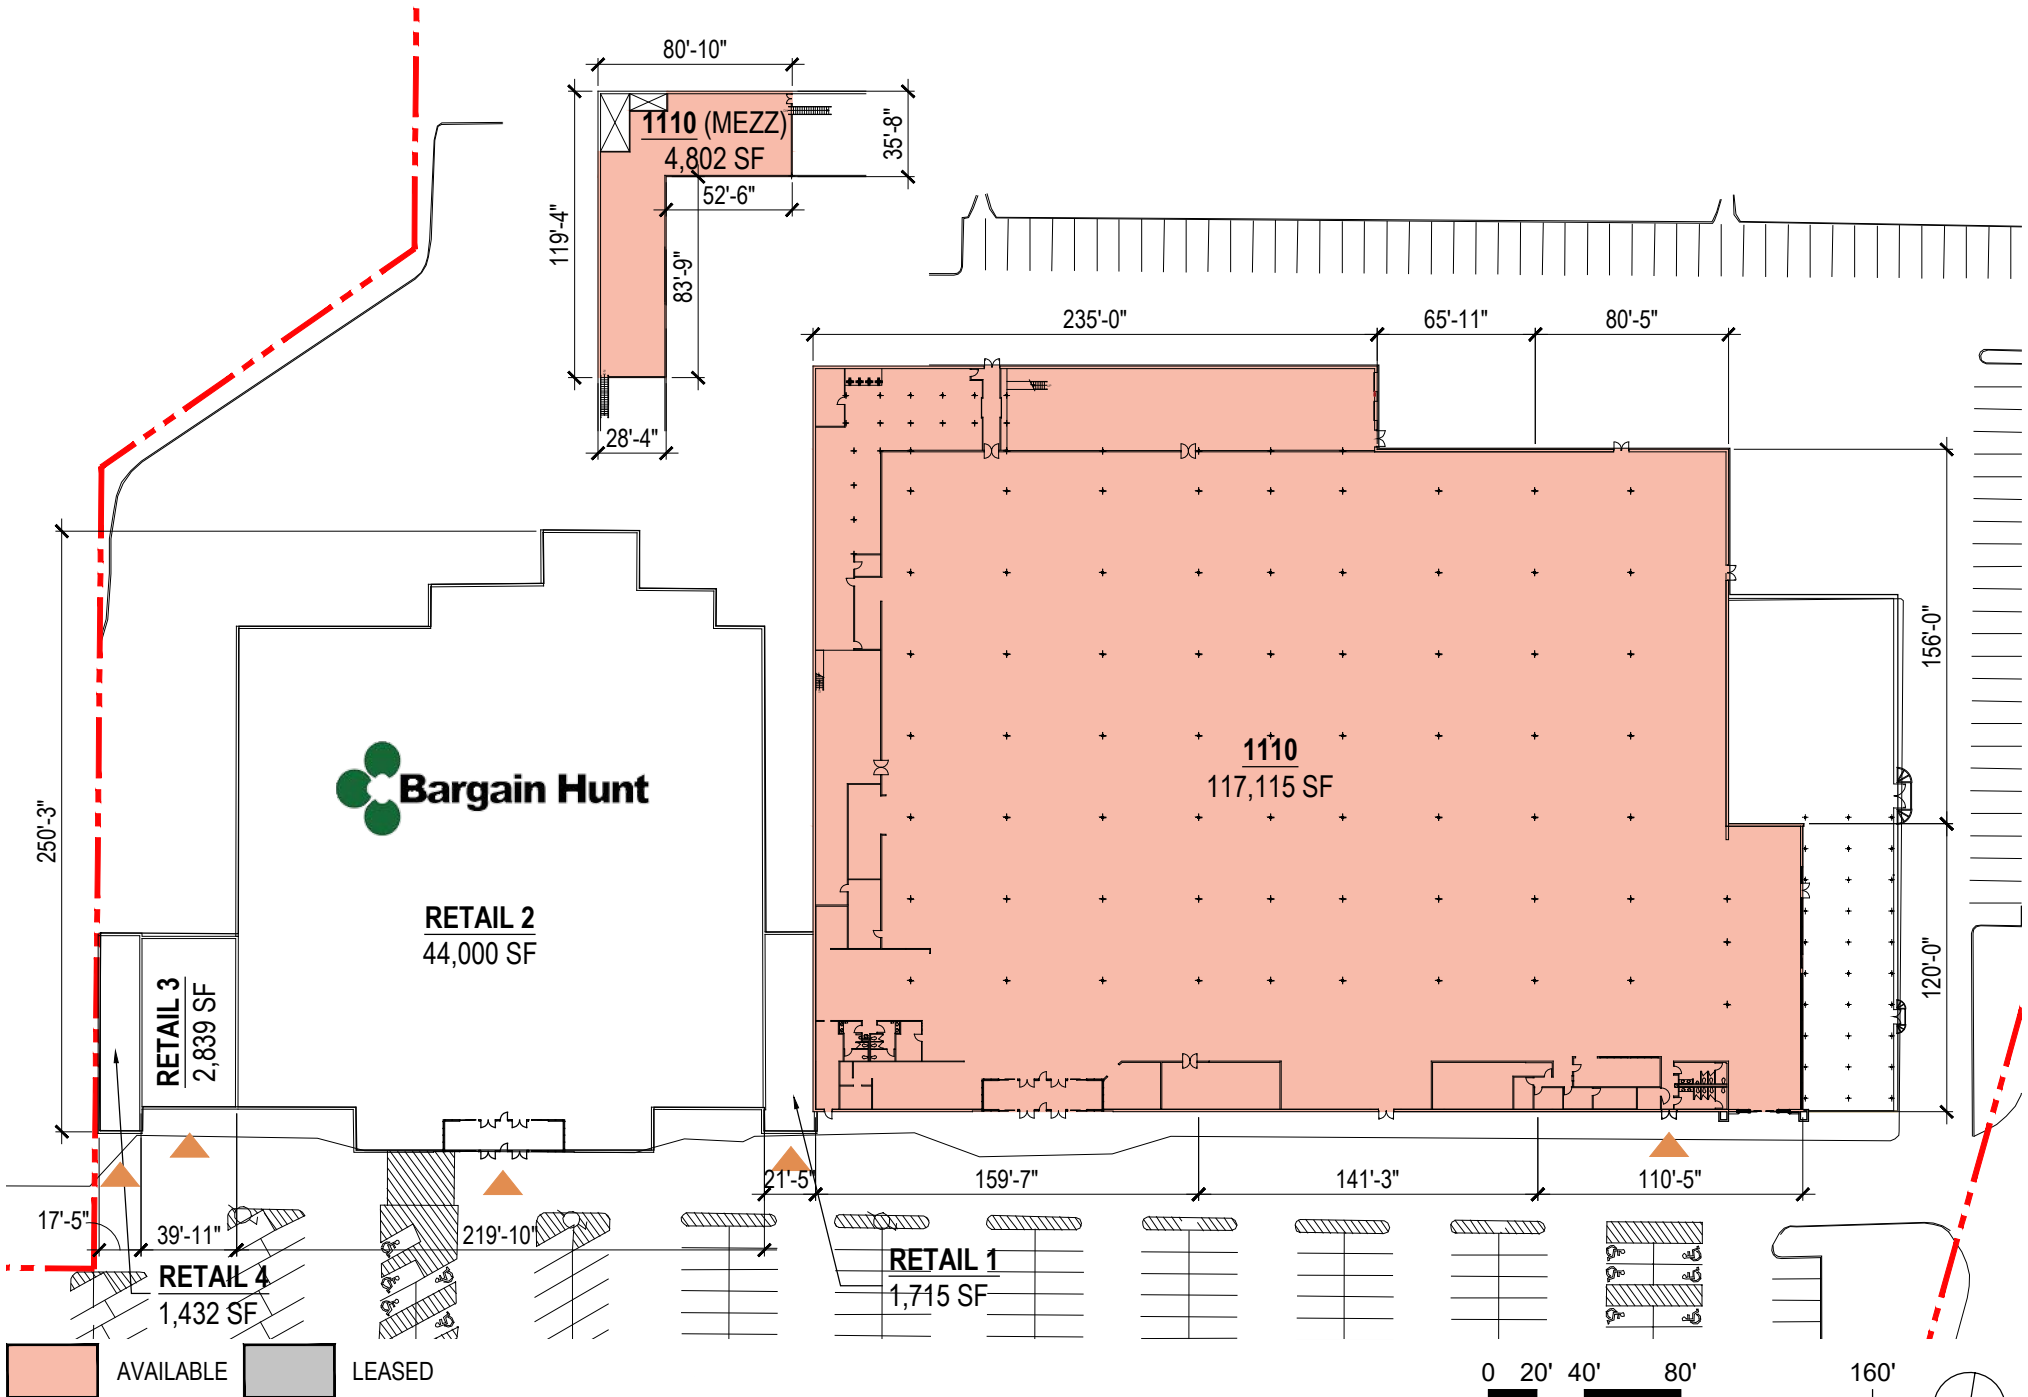 80'-10"
1110 (MEZZ)
4,802 SF
35'-8"
52'-6"
119'-4"
83'-9"
28'-4"
235'-0"
65'-11"
80'-5"
156'-0"
120'-0"
1110
117,115 SF
250'-3"
Bargain Hunt
RETAIL 2
44,000 SF
RETAIL 3
2,839 SF
21'-5"
159'-7"
141'-3"
110'-5"
17'-5"
39'-11"
219'-10"
RETAIL 4
1,432 SF
RETAIL 1
1,715 SF
AVAILABLE
LEASED
0 20' 40' 80' 160'